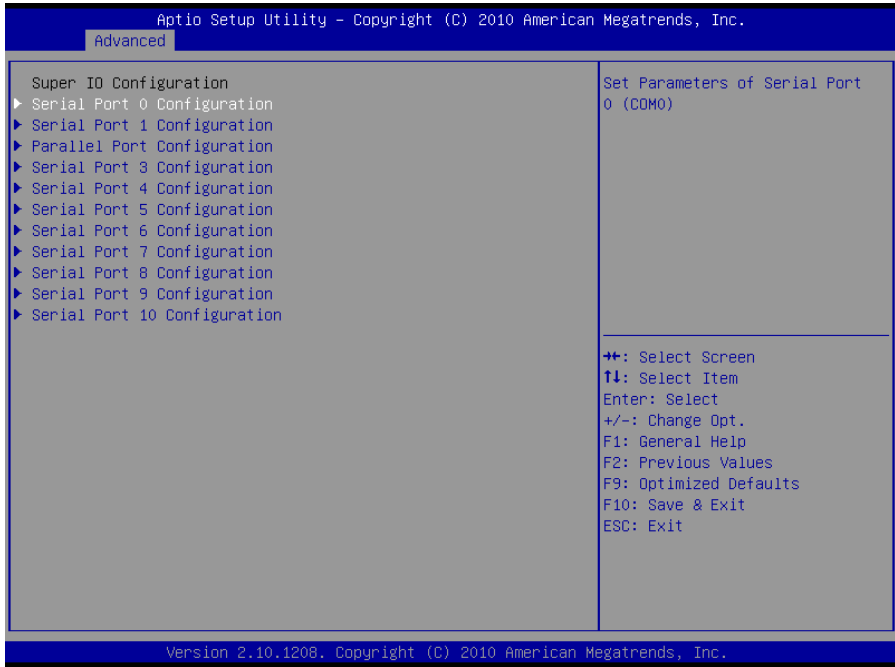 Aptio Setup Utility – Copyright (C) 2010 American Megatrends, Inc.
Advanced
Super IO Configuration
Serial Port 0 Configuration
Serial Port 1 Configuration
Parallel Port Configuration
Serial Port 3 Configuration
Serial Port 4 Configuration
Serial Port 5 Configuration
Serial Port 6 Configuration
Serial Port 7 Configuration
Serial Port 8 Configuration
Serial Port 9 Configuration
Serial Port 10 Configuration
Set Parameters of Serial Port
0 (COM0)
→←: Select Screen
↑↓: Select Item
Enter: Select
+/-: Change Opt.
F1: General Help
F2: Previous Values
F9: Optimized Defaults
F10: Save & Exit
ESC: Exit
Version 2.10.1208. Copyright (C) 2010 American Megatrends, Inc.